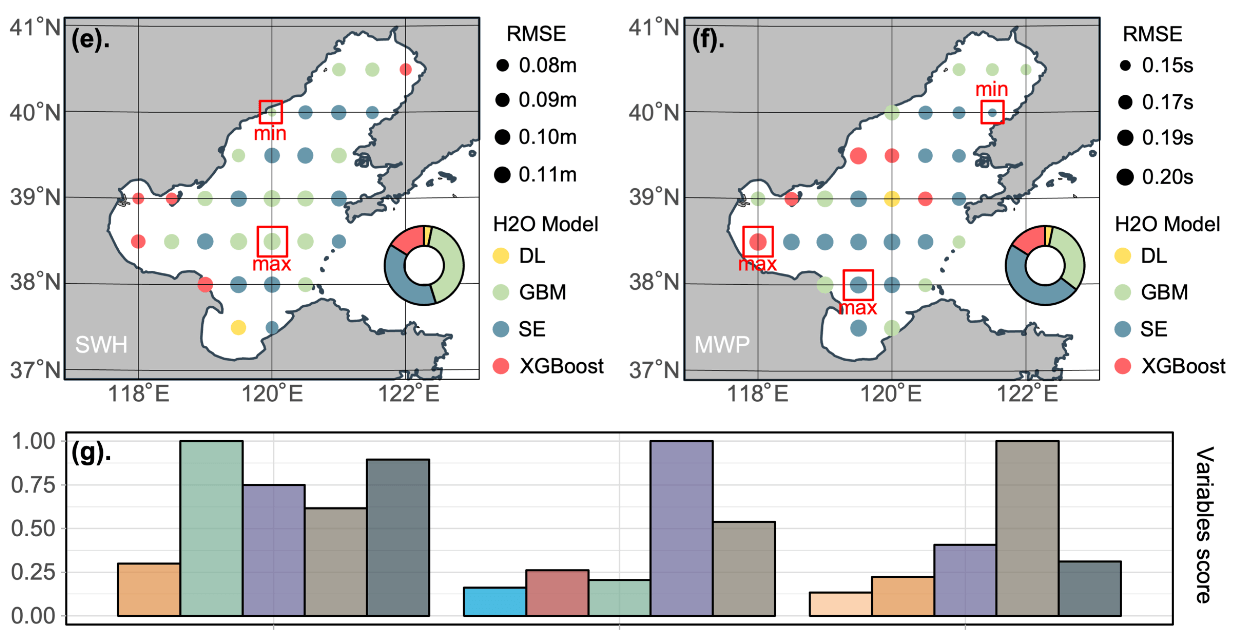 (e).
41°N
40°N
39°N
38°N
37°N
118°E
120°E
122°E
min
max
SWH
RMSE
0.08m
0.09m
0.10m
0.11m
H2O Model
DL
GBM
SE
XGBoost
(f).
41°N
40°N
39°N
38°N
37°N
118°E
120°E
122°E
min
max
max
MWP
RMSE
0.15s
0.17s
0.19s
0.20s
H2O Model
DL
GBM
SE
XGBoost
(g).
1.00
0.75
0.50
0.25
0.00
Variables score